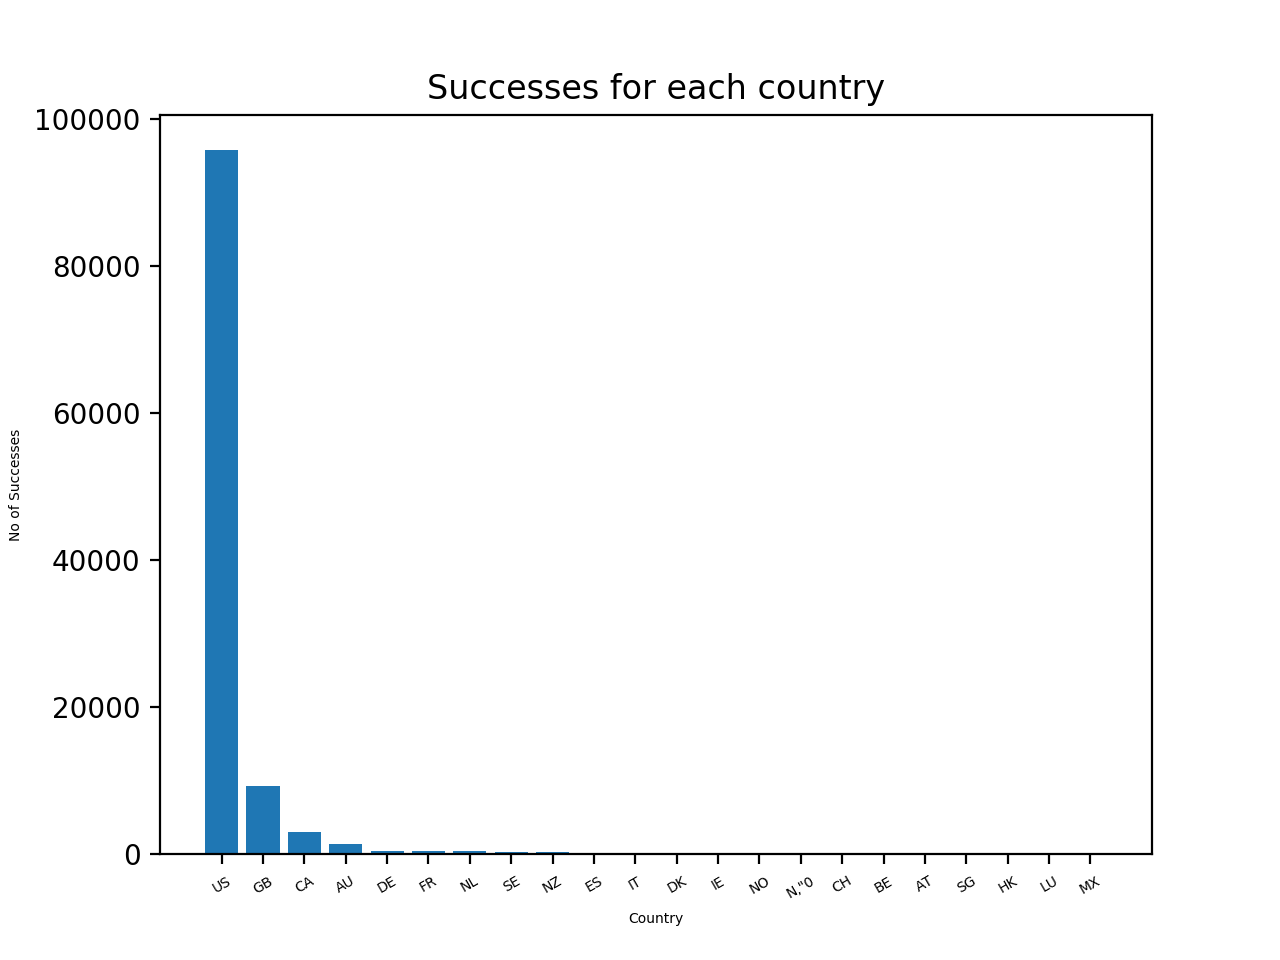 Successes for each country
100000
80000
60000
40000
20000
0
No of Successes
US GB CA AU DE FR NL SE NZ ES IT DK IE NO N,"0 CH BE AT SG HK LU MX
Country